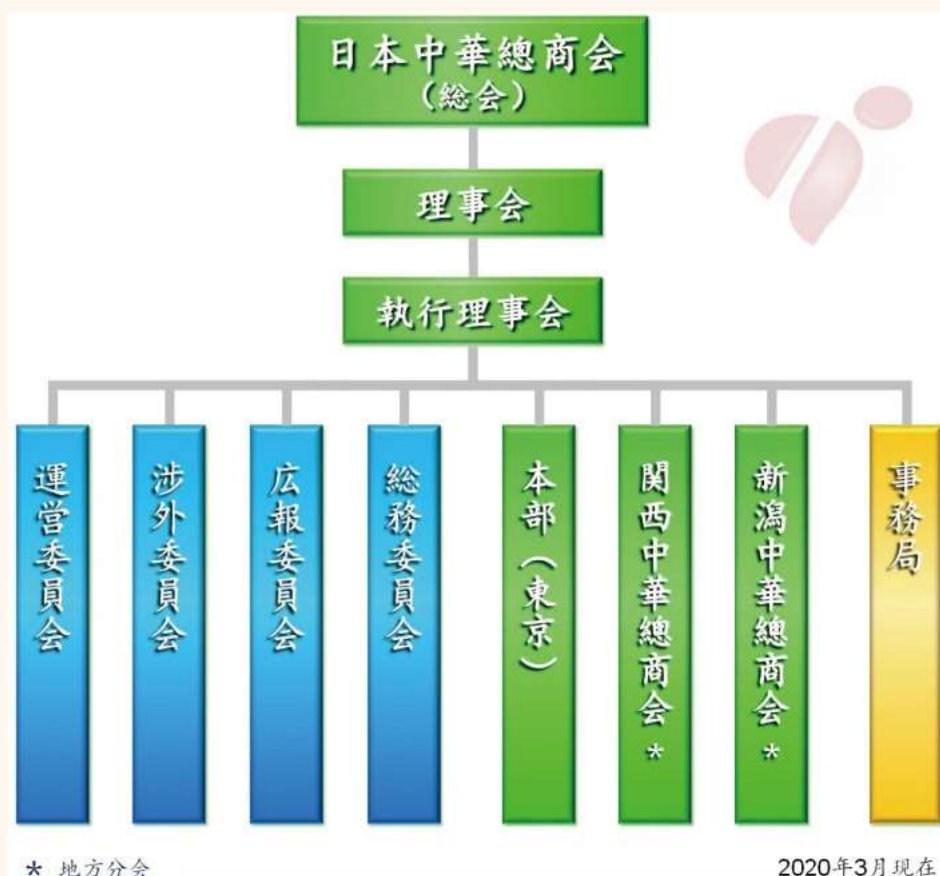 日本中華總商会
（総会）
理事会
執行理事会
運営委員会
渉外委員会
広報委員会
総務委員会
本部（東京）
関西中華總商会＊
新潟中華總商会＊
事務局
＊ 地方分会
2020年3月現在